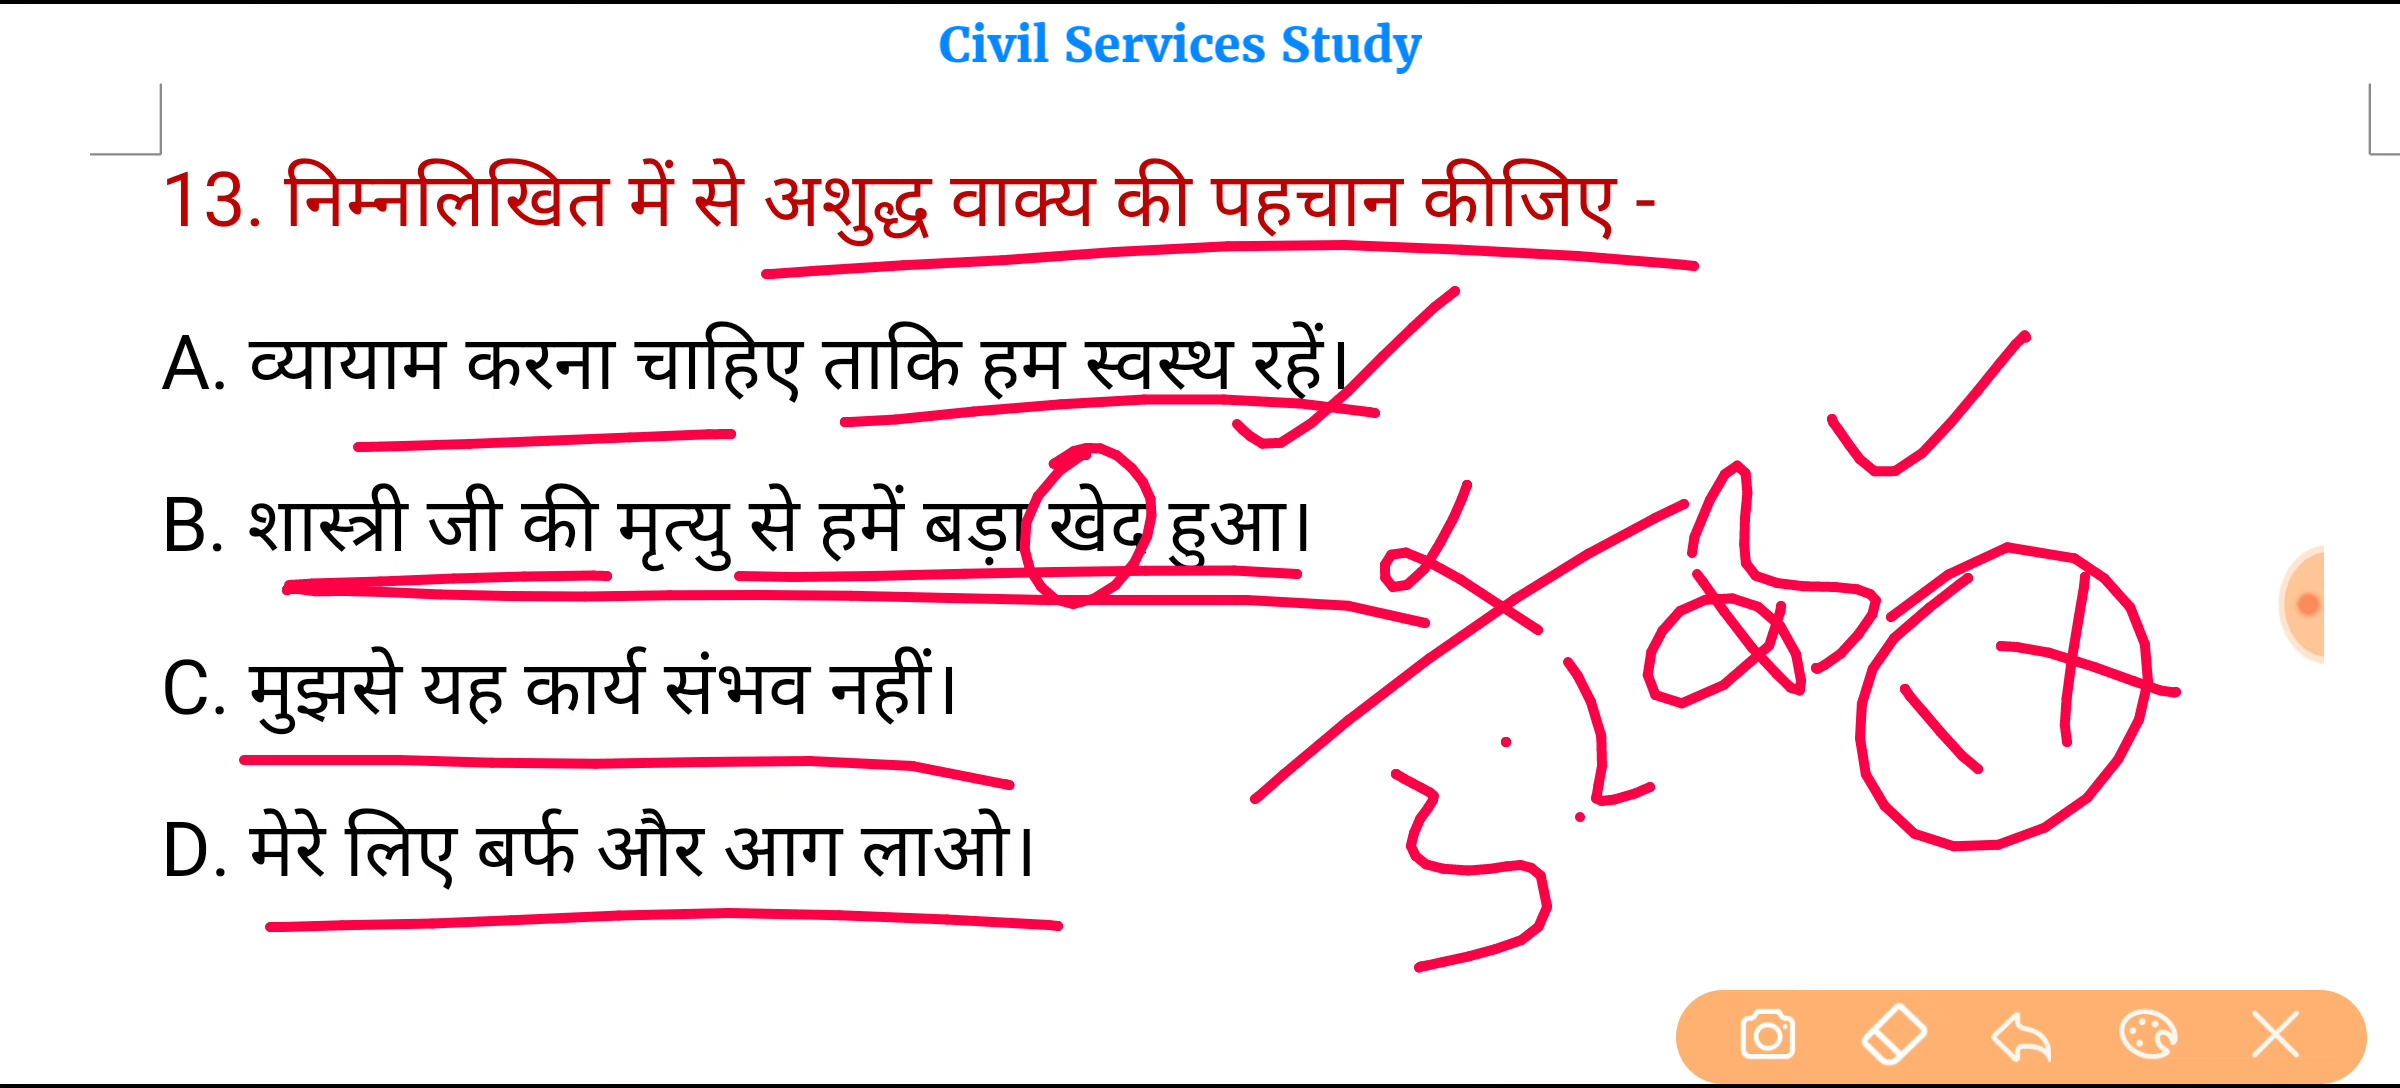 Civil Services Study
13. निम्नलिखित में से अशुद्ध वाक्य की पहचान कीजिए -
A. व्यायाम करना चाहिए ताकि हम स्वस्थ रहें।
B. शास्त्री जी की मृत्यु से हमें बड़ा खेद हुआ।
C. मुझसे यह कार्य संभव नहीं।
D. मेरे लिए बर्फ और आग लाओ।